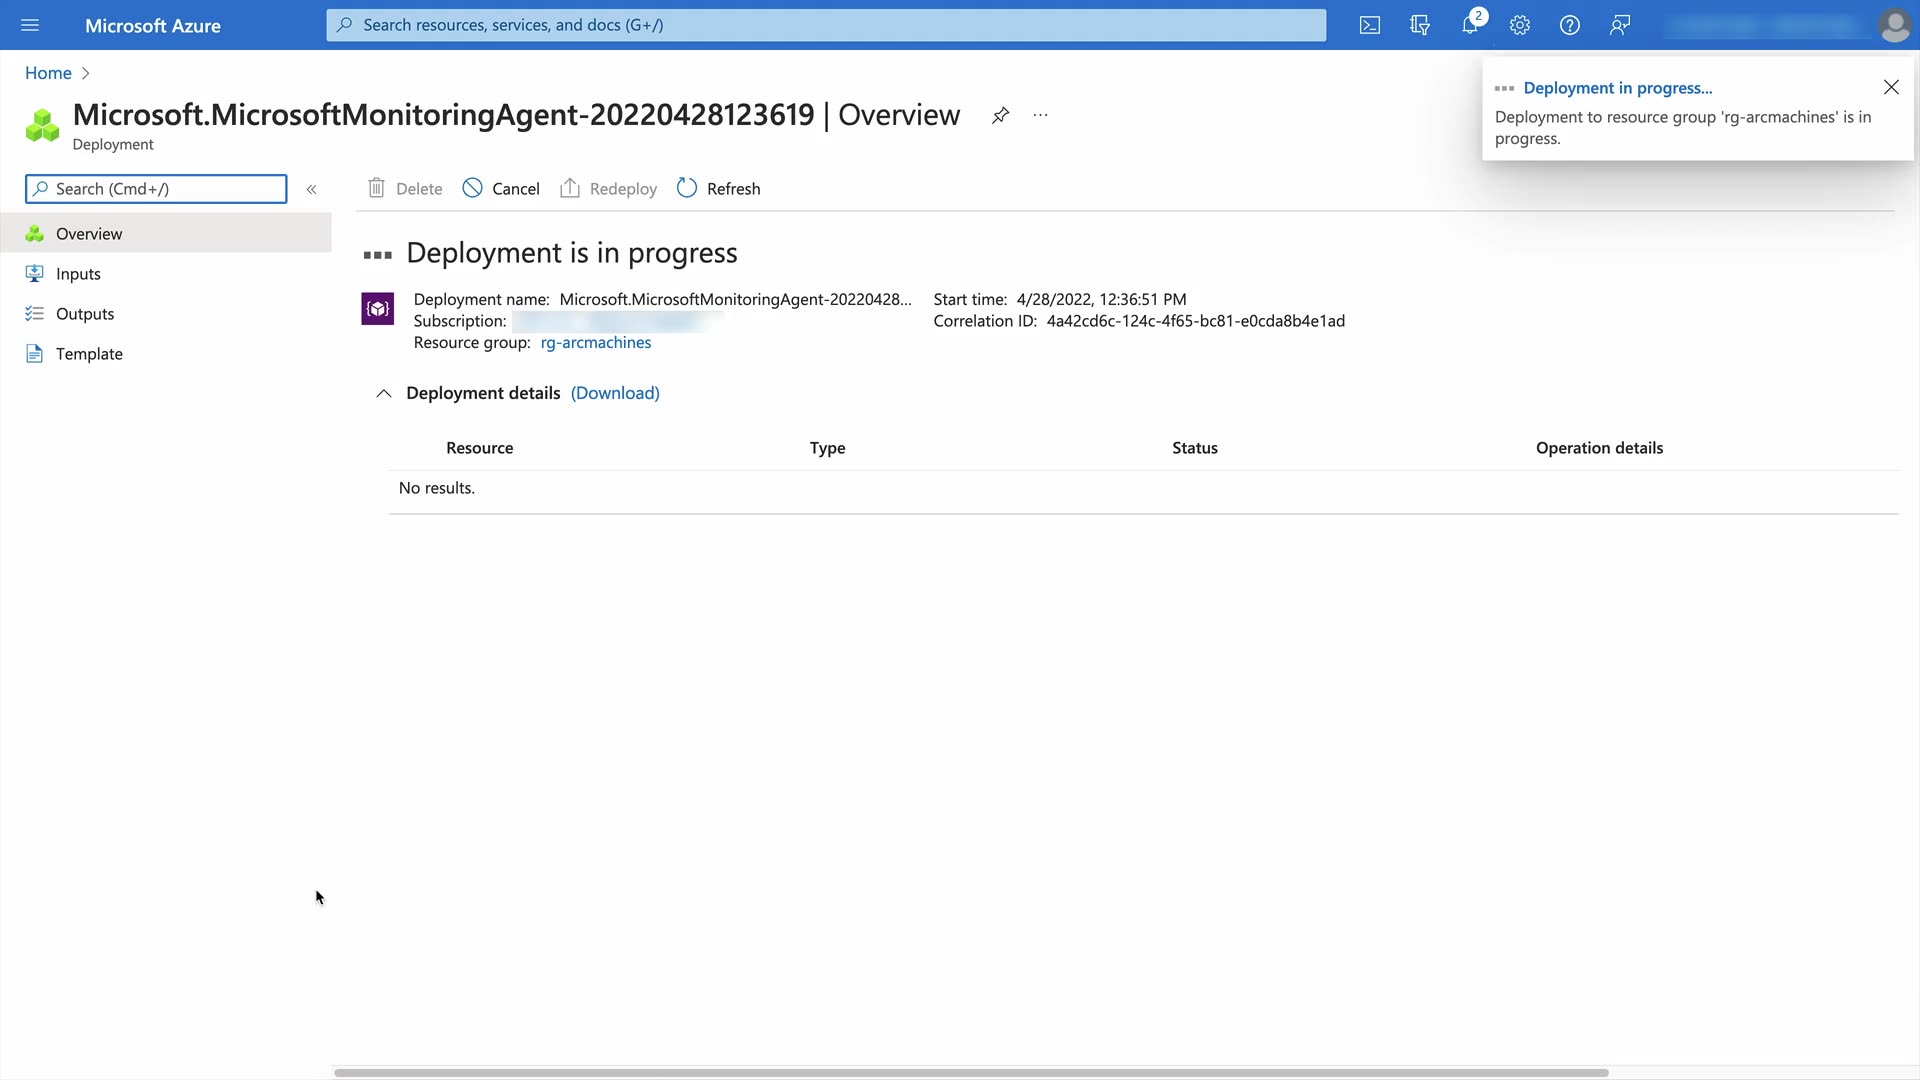 Microsoft Azure
Search resources, services, and docs (G+/)
2
Home
Deployment in progress...
Deployment to resource group 'rg-arcmachines' is in
progress.
Microsoft.MicrosoftMonitoringAgent-20220428123619 | Overview
Deployment
Search (Cmd+/)
Delete Cancel Redeploy Refresh
Overview
Inputs
Outputs
Template
Deployment is in progress
Deployment name: Microsoft.MicrosoftMonitoringAgent-20220428...
Subscription:
Resource group: rg-arcmachines
Start time: 4/28/2022, 12:36:51 PM
Correlation ID: 4a42cd6c-124c-4f65-bc81-e0cda8b4e1ad
Deployment details (Download)
Resource Type Status Operation details
No results.